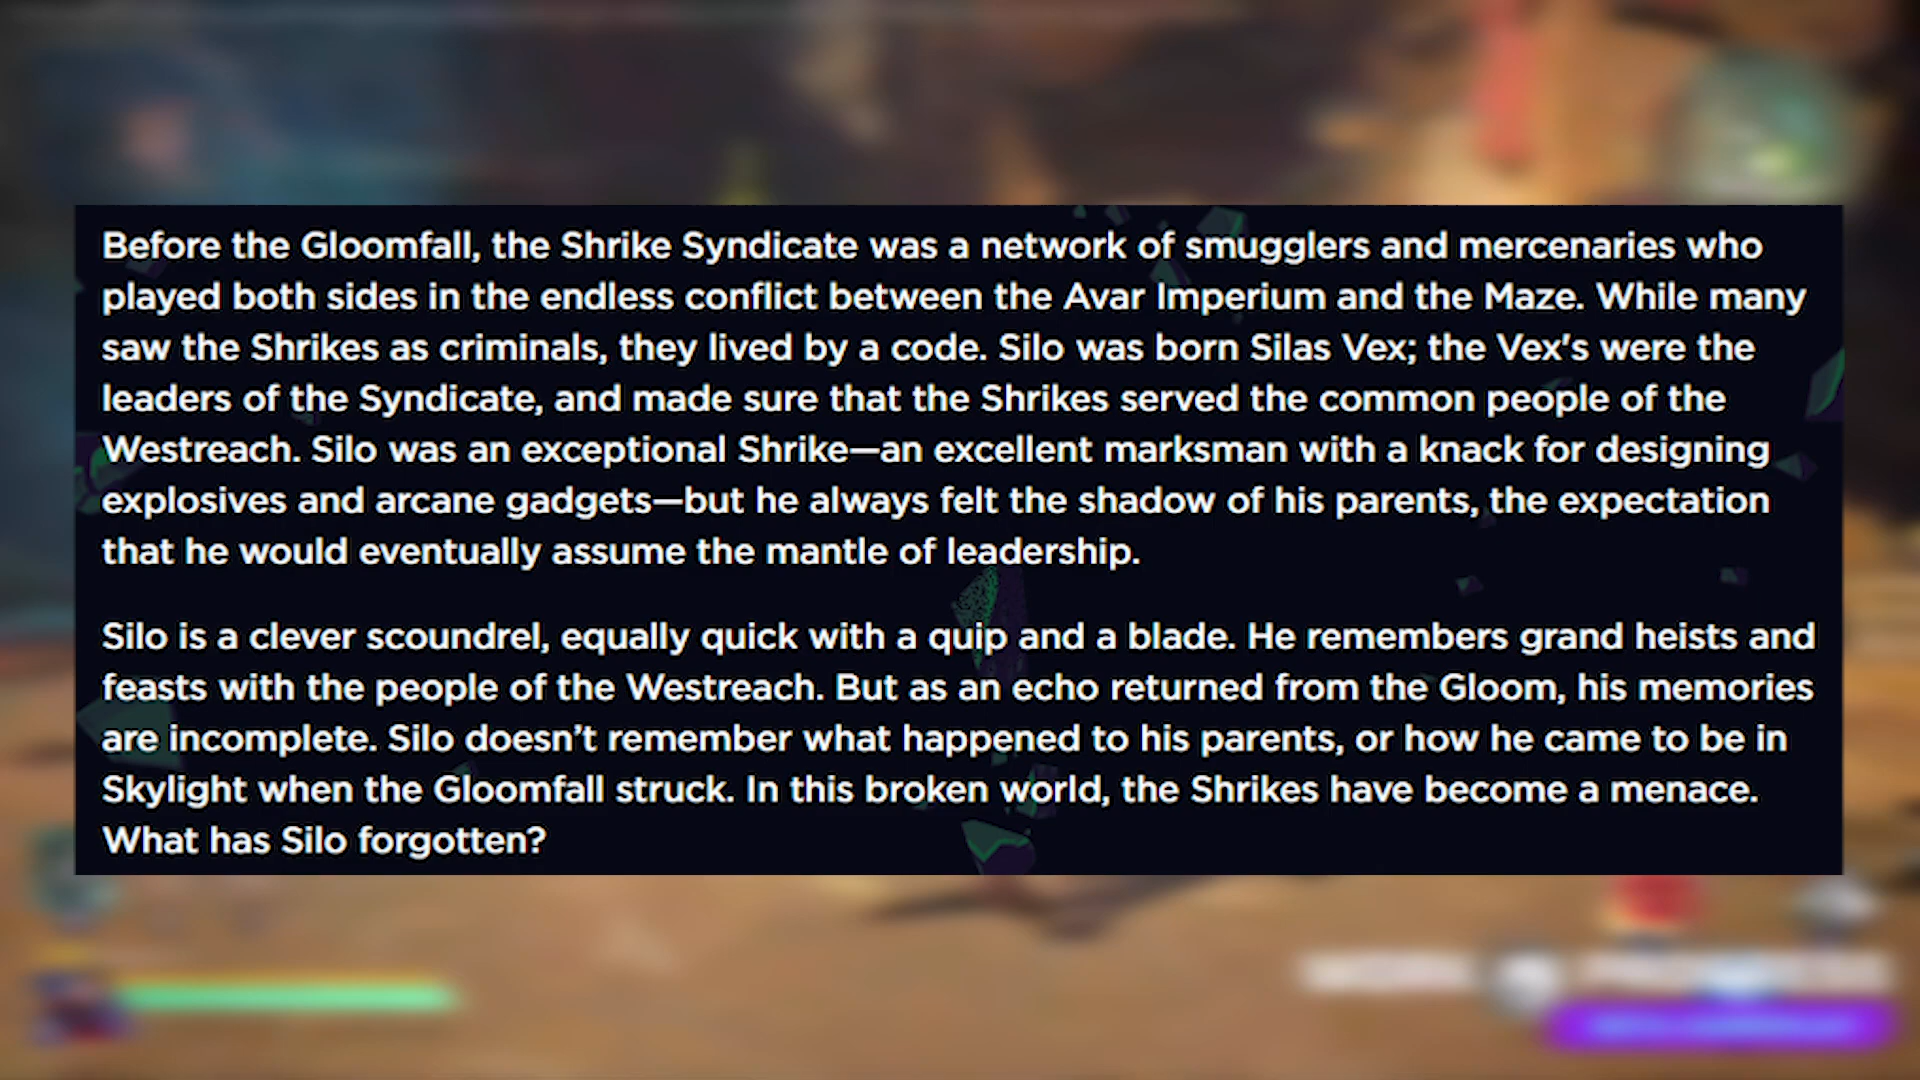 Before the Gloomfall, the Shrike Syndicate was a network of smugglers and mercenaries who
played both sides in the endless conflict between the Avar Imperium and the Maze. While many
saw the Shrikes as criminals, they lived by a code. Silo was born Silas Vex; the Vex's were the
leaders of the Syndicate, and made sure that the Shrikes served the common people of the
Westreach. Silo was an exceptional Shrike—an excellent marksman with a knack for designing
explosives and arcane gadgets—but he always felt the shadow of his parents, the expectation
that he would eventually assume the mantle of leadership.
Silo is a clever scoundrel, equally quick with a quip and a blade. He remembers grand heists and
feasts with the people of the Westreach. But as an echo returned from the Gloom, his memories
are incomplete. Silo doesn’t remember what happened to his parents, or how he came to be in
Skylight when the Gloomfall struck. In this broken world, the Shrikes have become a menace.
What has Silo forgotten?